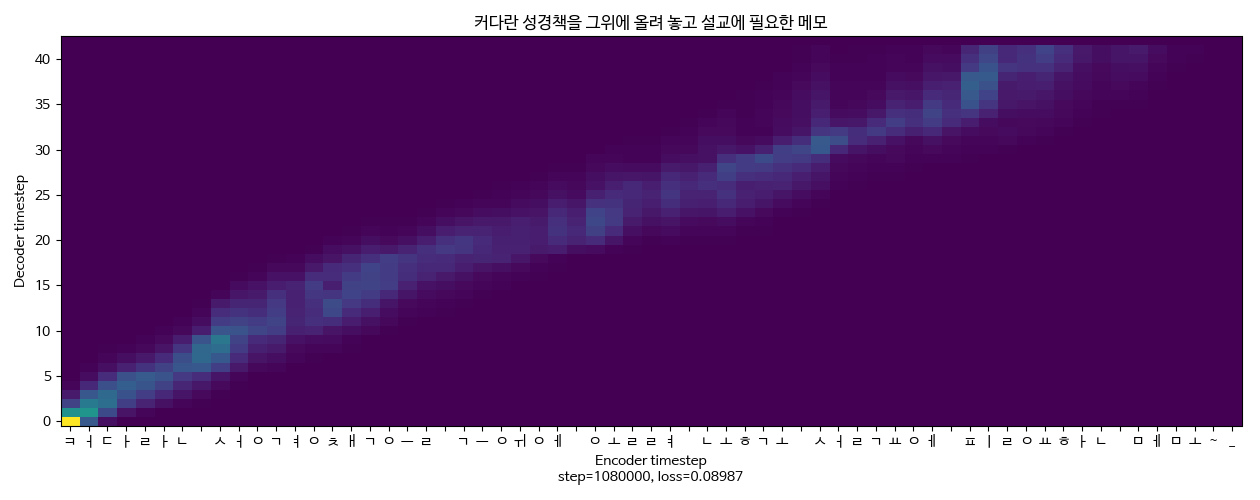 커다란 성경책을 그위에 올려 놓고 설교에 필요한 메모
40
35
30
25
20
15
10
5
0
Decoder timestep
ㅋ ㅓ ㄷ ㅏ ㄹ ㅏ ㄴ   ㅅ ㅓ ㅇ ㄱ ㅕ ㅇ ㅊ ㅐ ㄱ ㅇ ㅡ ㄹ   ㄱ ㅡ ㅇ ㅟ ㅇ ㅔ   ㅇ ㅗ ㄹ ㄹ ㅕ   ㄴ ㅗ ㅎ ㄱ ㅗ   ㅅ ㅓ ㄹ ㄱ ㅛ ㅇ ㅔ   ㅍ ㅣ ㄹ ㅇ ㅛ ㅎ ㅏ ㄴ   ㅁ ㅔ ㅁ ㅗ ~ _
Encoder timestep
step=1080000, loss=0.08987